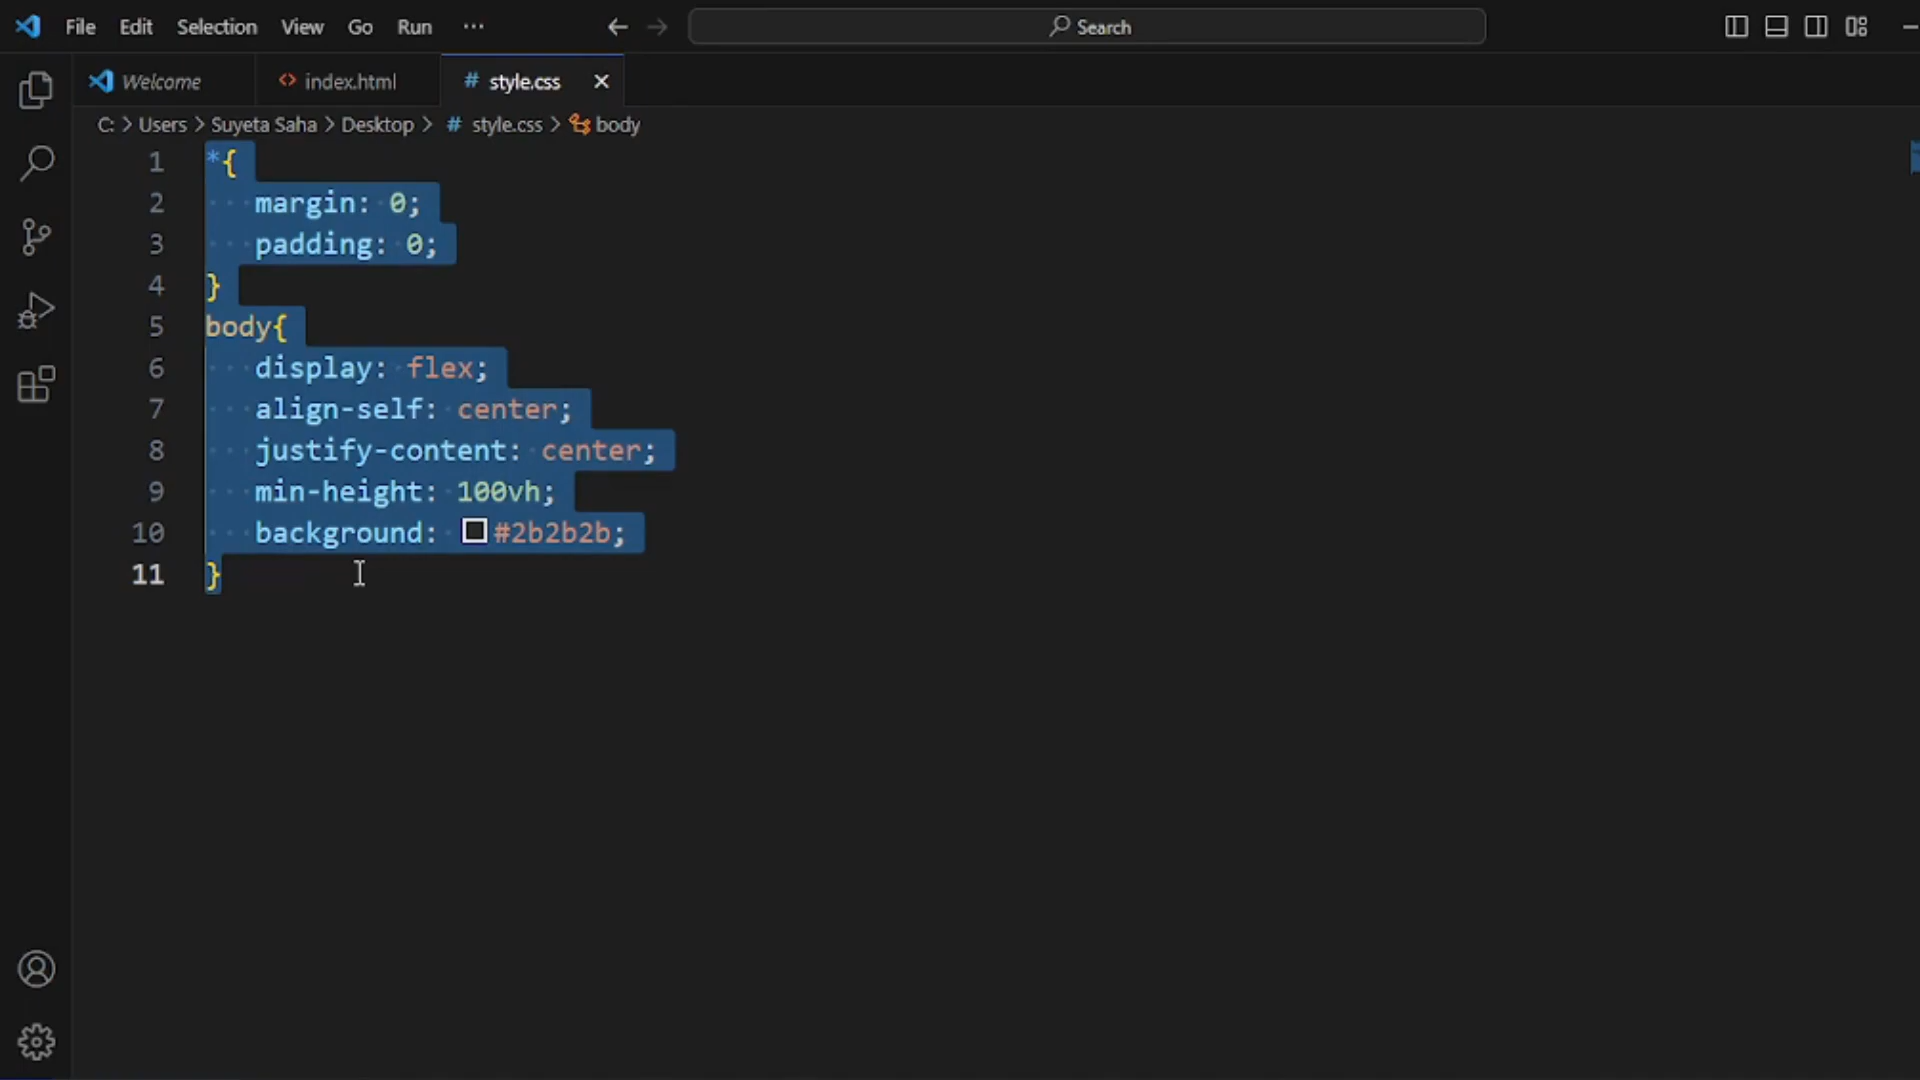 File Edit Selection View Go Run ··· Search
Welcome index.html style.css
C: > Users > Suyeta Saha > Desktop > # style.css > body
1 *{
2 margin: 0;
3 padding: 0;
4 }
5 body{
6 display: flex;
7 align-self: center;
8 justify-content: center;
9 min-height: 100vh;
10 background: #2b2b2b;
11 }